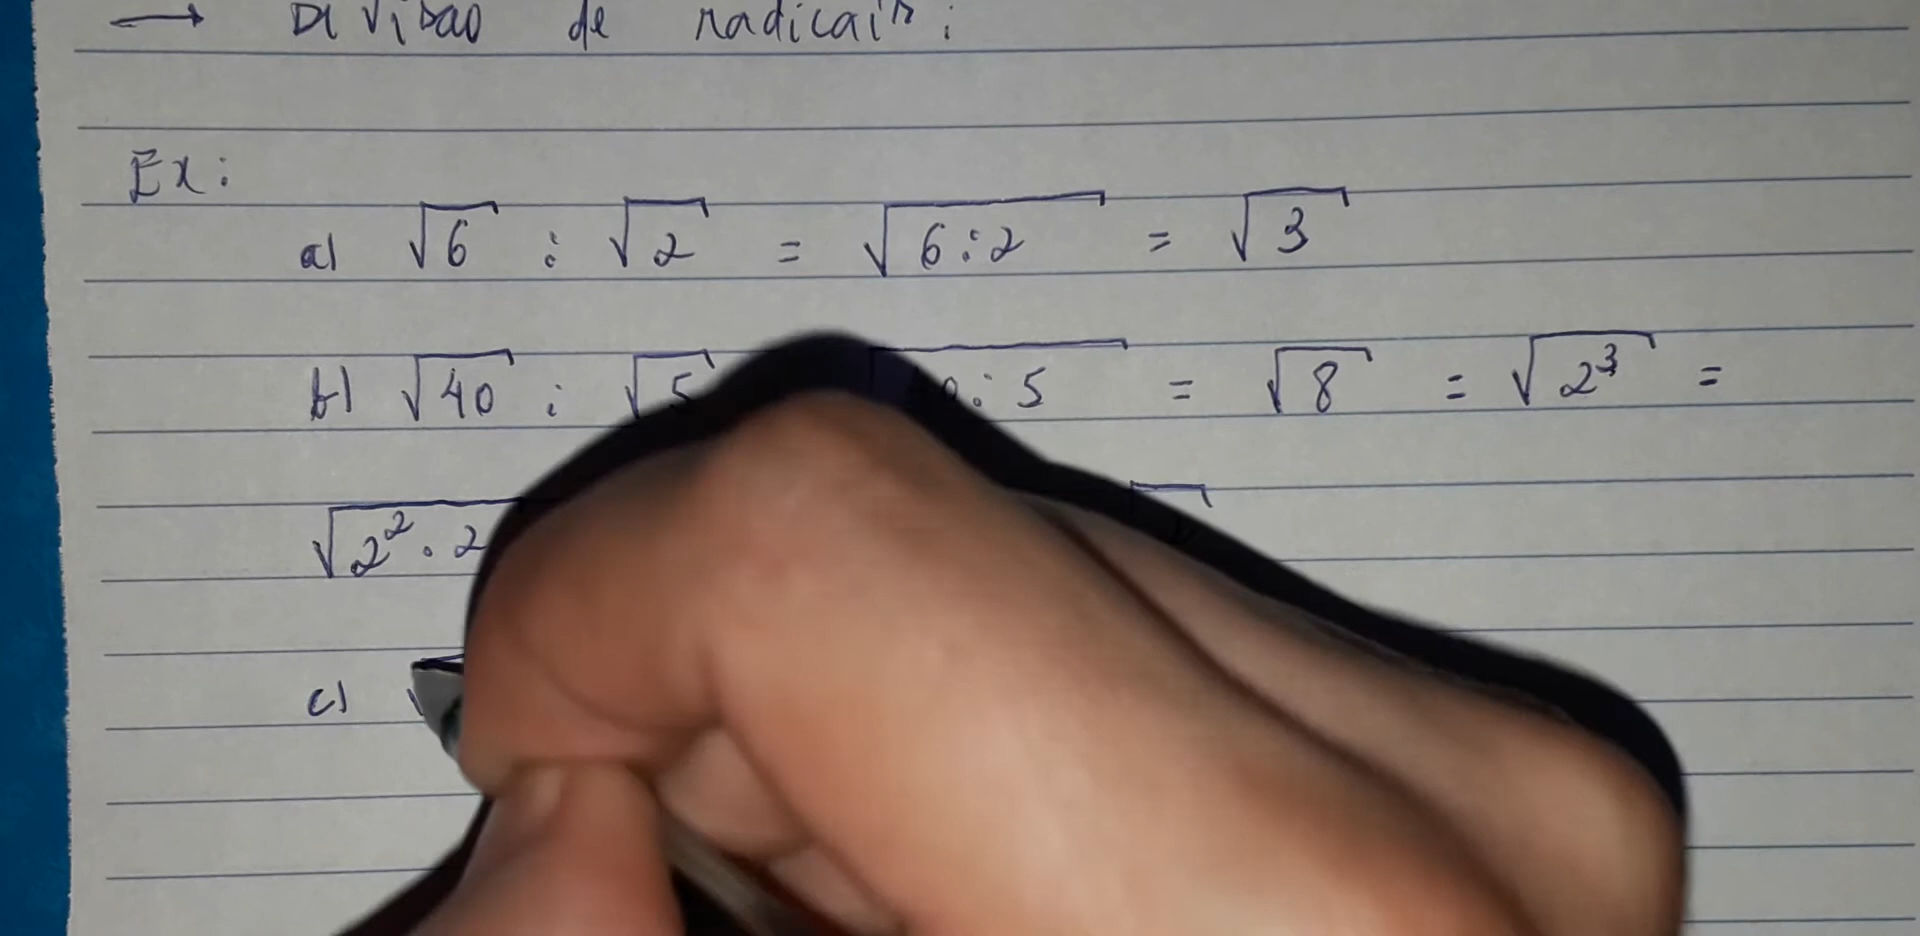 → Divisão de radicais:
Ex:
a) √6 : √2 = √6:2 = √3
b) √40 : √5 : 5 = √8 = √2³ =
√2² · 2
c) √